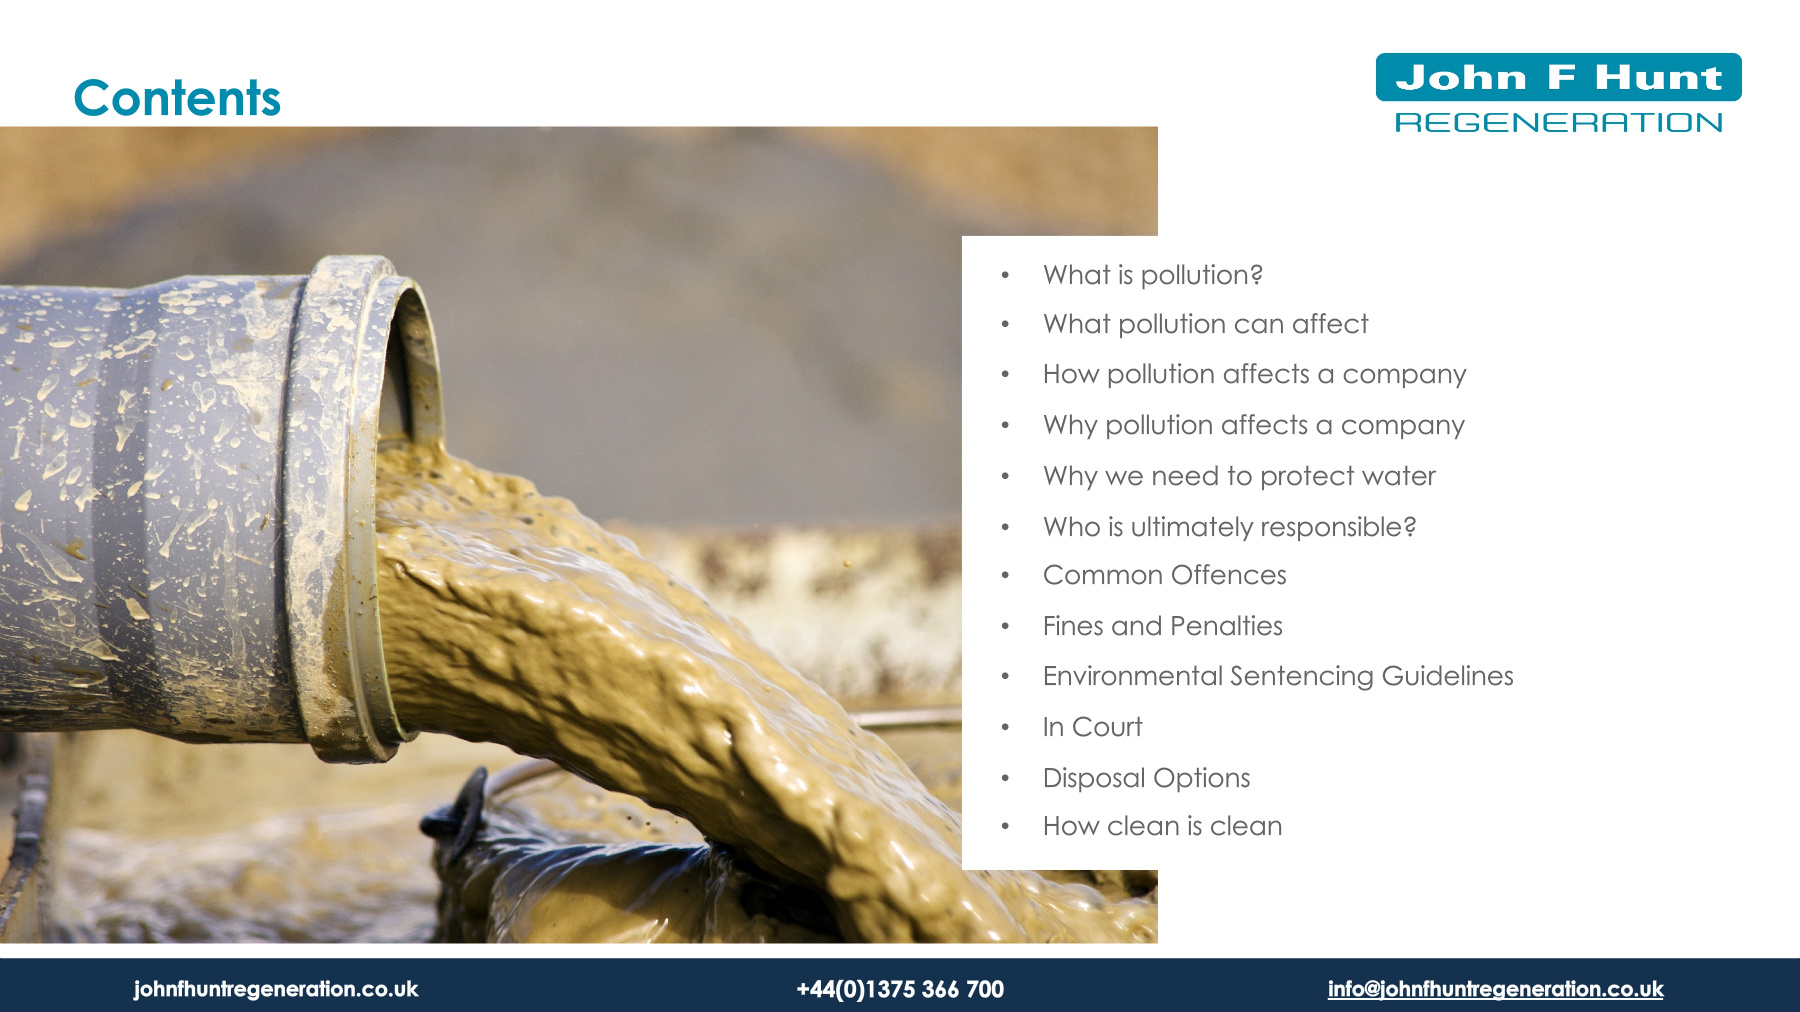 Contents
John F Hunt
REGENERATION
• What is pollution?
• What pollution can affect
• How pollution affects a company
• Why pollution affects a company
• Why we need to protect water
• Who is ultimately responsible?
• Common Offences
• Fines and Penalties
• Environmental Sentencing Guidelines
• In Court
• Disposal Options
• How clean is clean
johnfhuntregeneration.co.uk
+44(0)1375 366 700
info@johnfhuntregeneration.co.uk